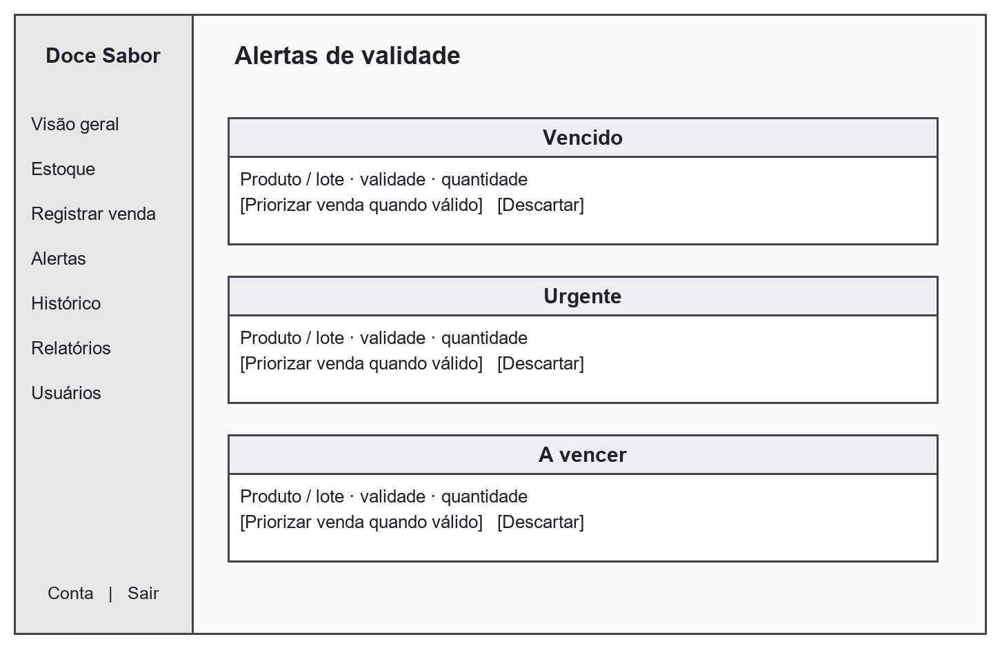 Doce Sabor
Visão geral
Estoque
Registrar venda
Alertas
Histórico
Relatórios
Usuários
Conta | Sair
Alertas de validade
Vencido
Produto / lote · validade · quantidade
[Priorizar venda quando válido] [Descartar]
Urgente
Produto / lote · validade · quantidade
[Priorizar venda quando válido] [Descartar]
A vencer
Produto / lote · validade · quantidade
[Priorizar venda quando válido] [Descartar]